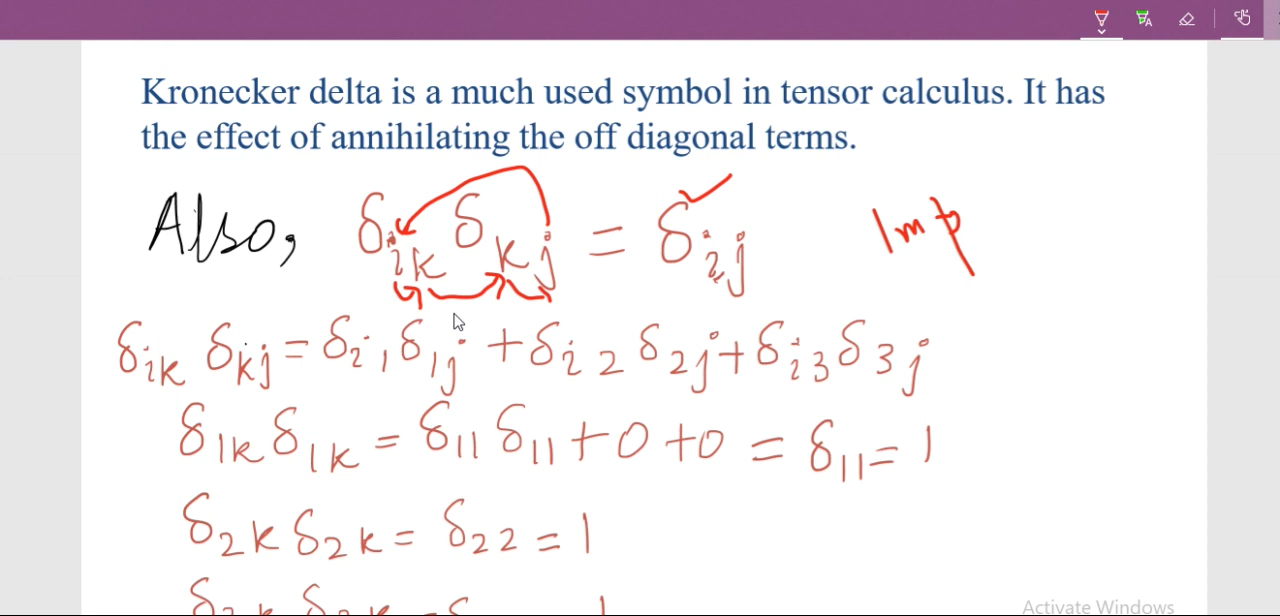 Kronecker delta is a much used symbol in tensor calculus. It has
the effect of annihilating the off diagonal terms.
Also, δik δkj = δij Imp
δik δkj = δi1 δ1j + δi2 δ2j + δi3 δ3j
δ1k δ1k = δ11 δ11 + 0 + 0 = δ11 = 1
δ2k δ2k = δ22 = 1
Activate Windows